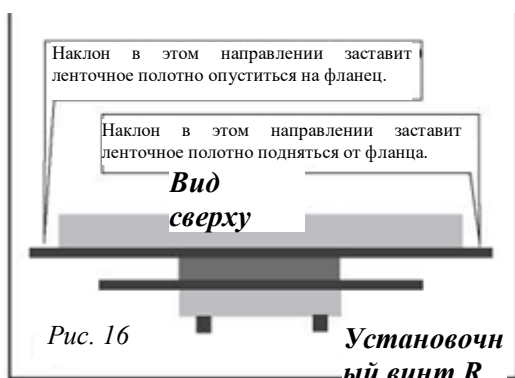 Наклон в этом направлении заставит
ленточное полотно опуститься на фланец.
Наклон в этом направлении заставит
ленточное полотно подняться от фланца.
Вид
сверху
Рис. 16
Установочн
ый винт R